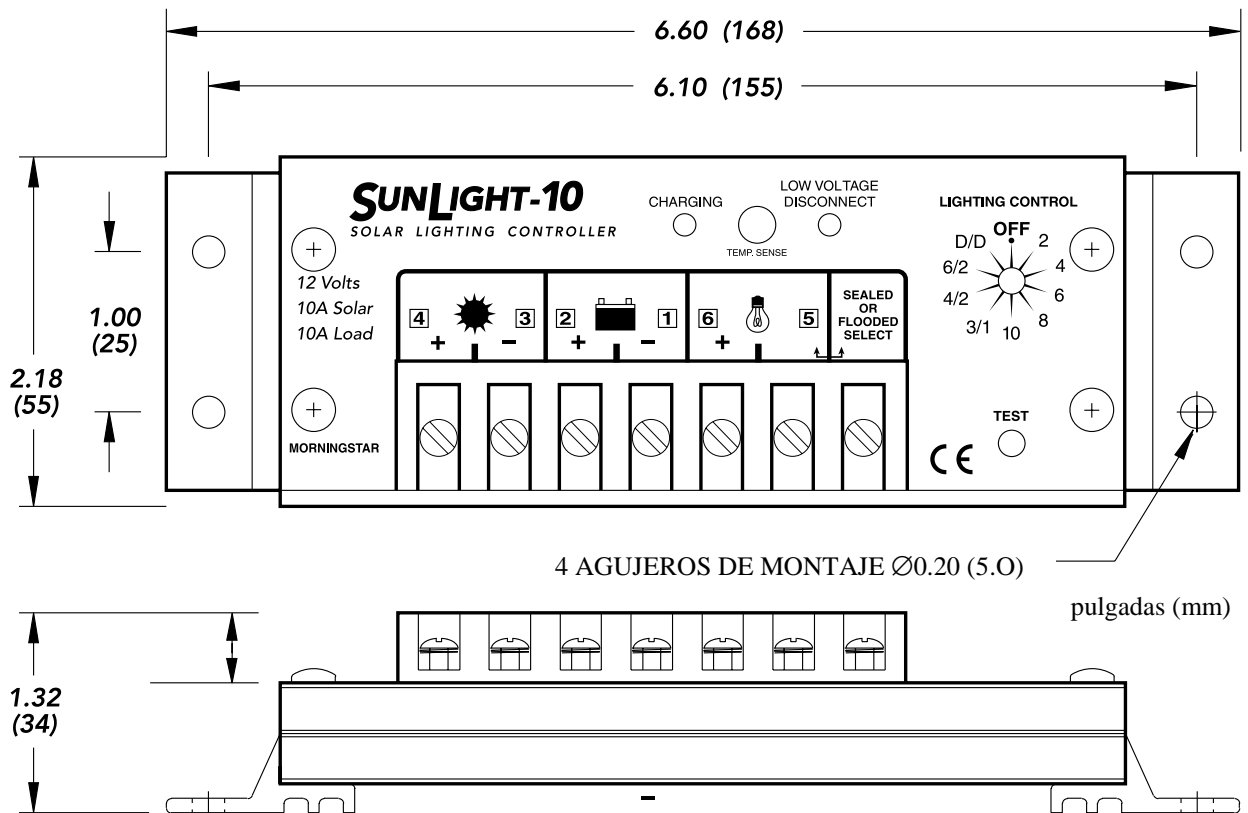 6.60 (168)
6.10 (155)
SUNLIGHT-10
SOLAR LIGHTING CONTROLLER
CHARGING
TEMP. SENSE
LOW VOLTAGE
DISCONNECT
LIGHTING CONTROL
OFF
D/D
2
6/2
4
4/2
6
3/1
10
8
12 Volts
10A Solar
10A Load
4
3
2
1
6
5
+
–
+
–
+
SEALED
OR
FLOODED
SELECT
1.00
(25)
2.18
(55)
MORNINGSTAR
TEST
CE
4 AGUJEROS DE MONTAJE Ø0.20 (5.O)
pulgadas (mm)
1.32
(34)
–